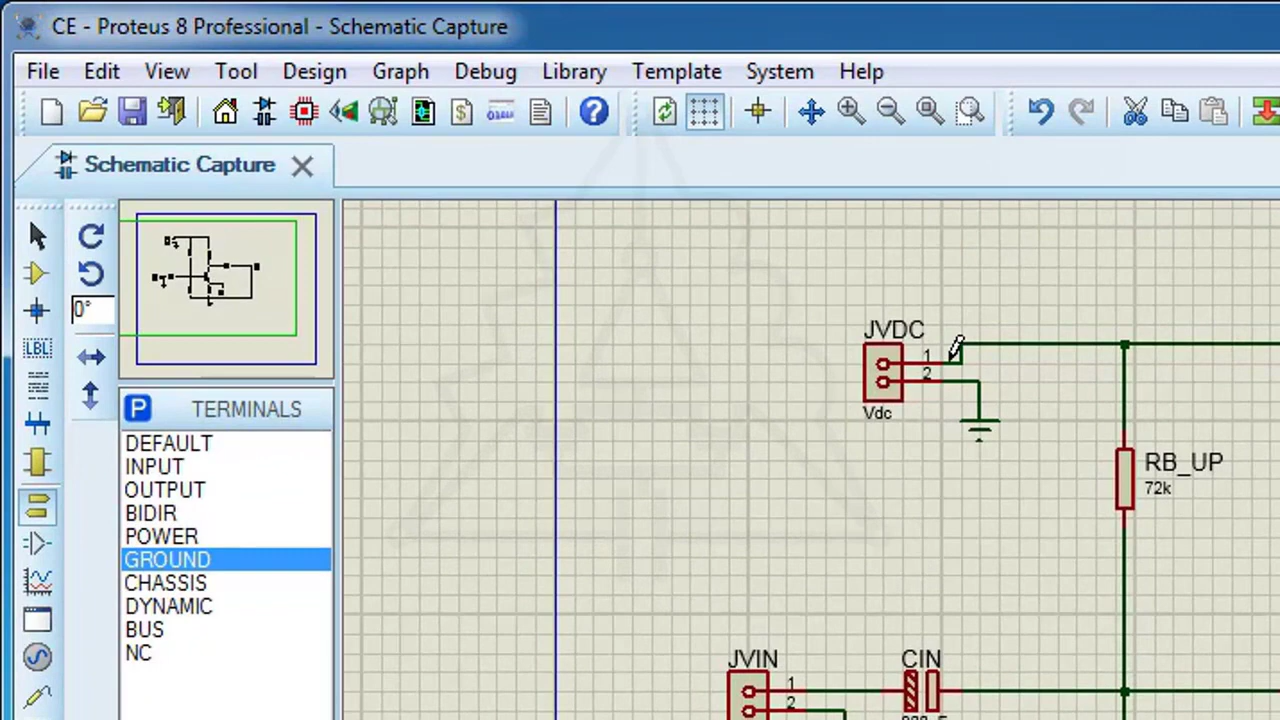 CE - Proteus 8 Professional - Schematic Capture
File Edit View Tool Design Graph Debug Library Template System Help
Schematic Capture
0°
LBL
P TERMINALS
DEFAULT
INPUT
OUTPUT
BIDIR
POWER
GROUND
CHASSIS
DYNAMIC
BUS
NC
JVDC
1
2
Vdc
RB_UP
72k
JVIN
1
2
CIN